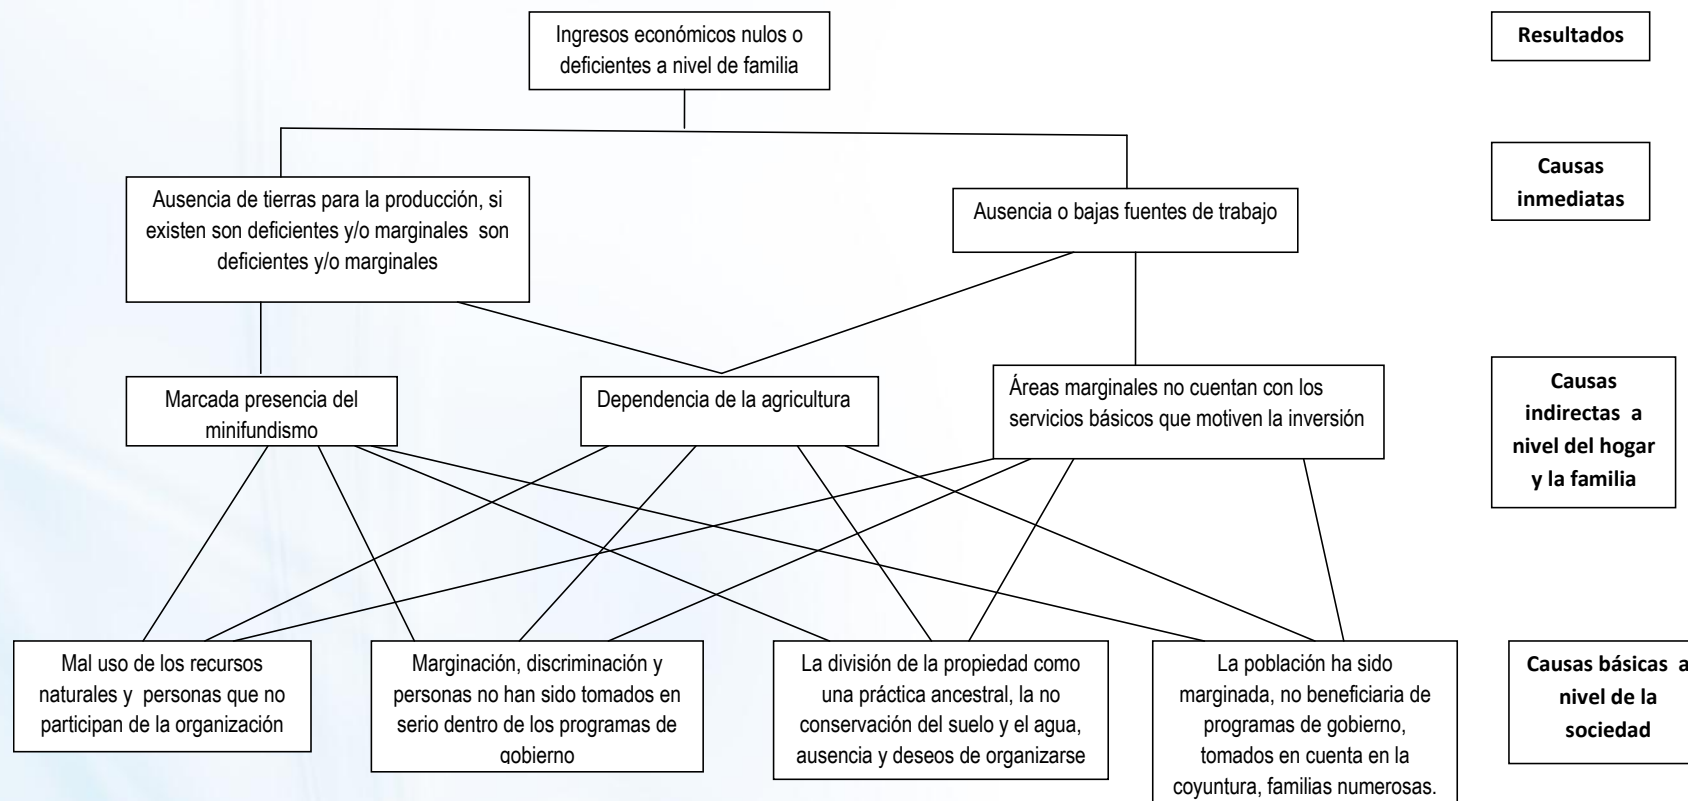 Ingresos económicos nulos o
deficientes a nivel de familia
Resultados
Ausencia de tierras para la producción, si
existen son deficientes y/o marginales  son
deficientes y/o marginales
Ausencia o bajas fuentes de trabajo
Causas
inmediatas
Marcada presencia del
minifundismo
Dependencia de la agricultura
Áreas marginales no cuentan con los
servicios básicos que motiven la inversión
Causas
indirectas  a
nivel del hogar
y la familia
Mal uso de los recursos
naturales y  personas que no
participan de la organización
Marginación, discriminación y
personas no han sido tomados en
serio dentro de los programas de
gobierno
La división de la propiedad como
una práctica ancestral, la no
conservación del suelo y el agua,
ausencia y deseos de organizarse
La población ha sido
marginada, no beneficiaria de
programas de gobierno,
tomados en cuenta en la
coyuntura, familias numerosas.
Causas básicas  a
nivel de la
sociedad